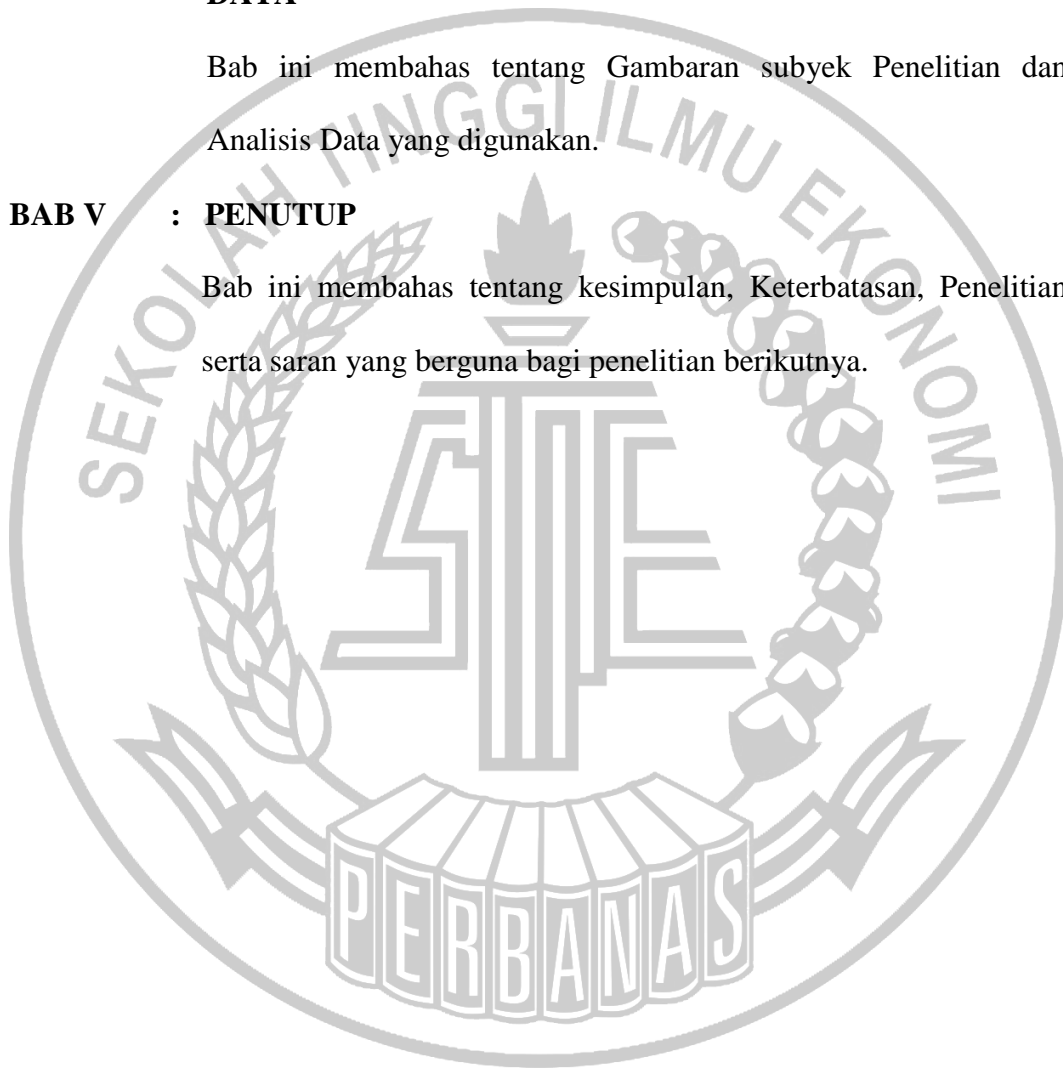 DATA
Bab ini membahas tentang Gambaran subyek Penelitian dan
Analisis Data yang digunakan.
BAB V : PENUTUP
Bab ini membahas tentang kesimpulan, Keterbatasan, Penelitian
serta saran yang berguna bagi penelitian berikutnya.
SEKOLAH TINGGI ILMU EKONOMI
STIE
PERBANAS